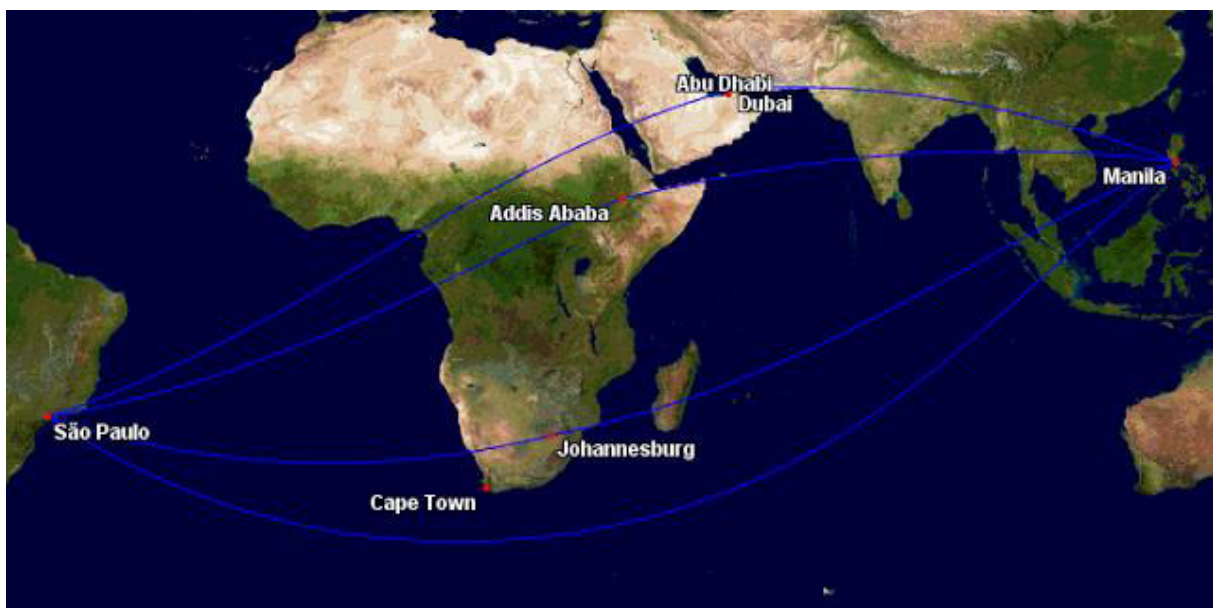 Abu Dhabi
Dubai
Manila
Addis Ababa
São Paulo
Johannesburg
Cape Town